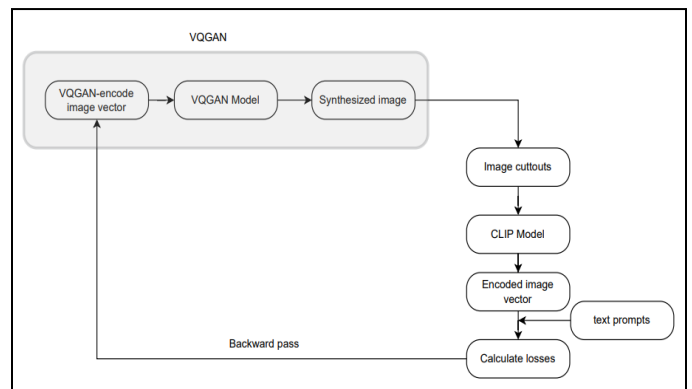 VQGAN
VQGAN-encode
image vector
VQGAN Model
Synthesized image
Image cuttouts
CLIP Model
Encoded image
vector
text prompts
Backward pass
Calculate losses